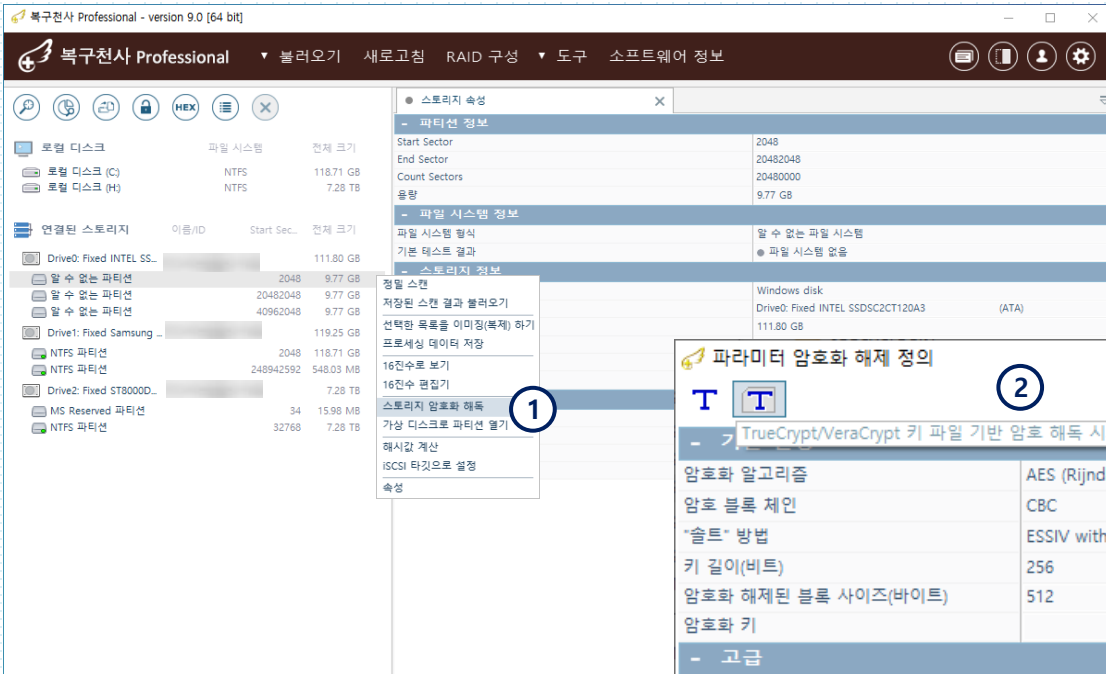 복구천사 Professional - version 9.0 [64 bit]
복구천사 Professional ▼ 불러오기 새로고침 RAID 구성 ▼ 도구 소프트웨어 정보
HEX
로컬 디스크 파일 시스템 전체 크기
로컬 디스크 (C:) NTFS 118.71 GB
로컬 디스크 (H:) NTFS 7.28 TB
연결된 스토리지 이름/ID Start Sec... 전체 크기
Drive0: Fixed INTEL SS... 111.80 GB
알 수 없는 파티션 2048 9.77 GB
알 수 없는 파티션 20482048 9.77 GB
알 수 없는 파티션 40962048 9.77 GB
Drive1: Fixed Samsung ... 119.25 GB
NTFS 파티션 2048 118.71 GB
NTFS 파티션 248942592 548.03 MB
Drive2: Fixed ST8000D... 7.28 TB
MS Reserved 파티션 34 15.98 MB
NTFS 파티션 32768 7.28 TB
스토리지 속성
- 파티션 정보
Start Sector 2048
End Sector 20482048
Count Sectors 20480000
용량 9.77 GB
- 파일 시스템 정보
파일 시스템 형식 알 수 없는 파일 시스템
기본 테스트 결과 파일 시스템 없음
- 스토리지 정보
Windows disk
Drive0: Fixed INTEL SSDSC2CT120A3 (ATA)
111.80 GB
정밀 스캔
저장된 스캔 결과 불러오기
선택한 목록을 이미징(복제) 하기
프로세싱 데이터 저장
16진수로 보기
16진수 편집기
스토리지 암호화 해독
가상 디스크로 파티션 열기
해시값 계산
iSCSI 타깃으로 설정
속성
1
파라미터 암호화 해제 정의
2
T T
TrueCrypt/VeraCrypt 키 파일 기반 암호 해독 시
암호화 알고리즘 AES (Rijnd
암호 블록 체인 CBC
"솔트" 방법 ESSIV with
키 길이(비트) 256
암호화 해제된 블록 사이즈(바이트) 512
암호화 키
- 고급